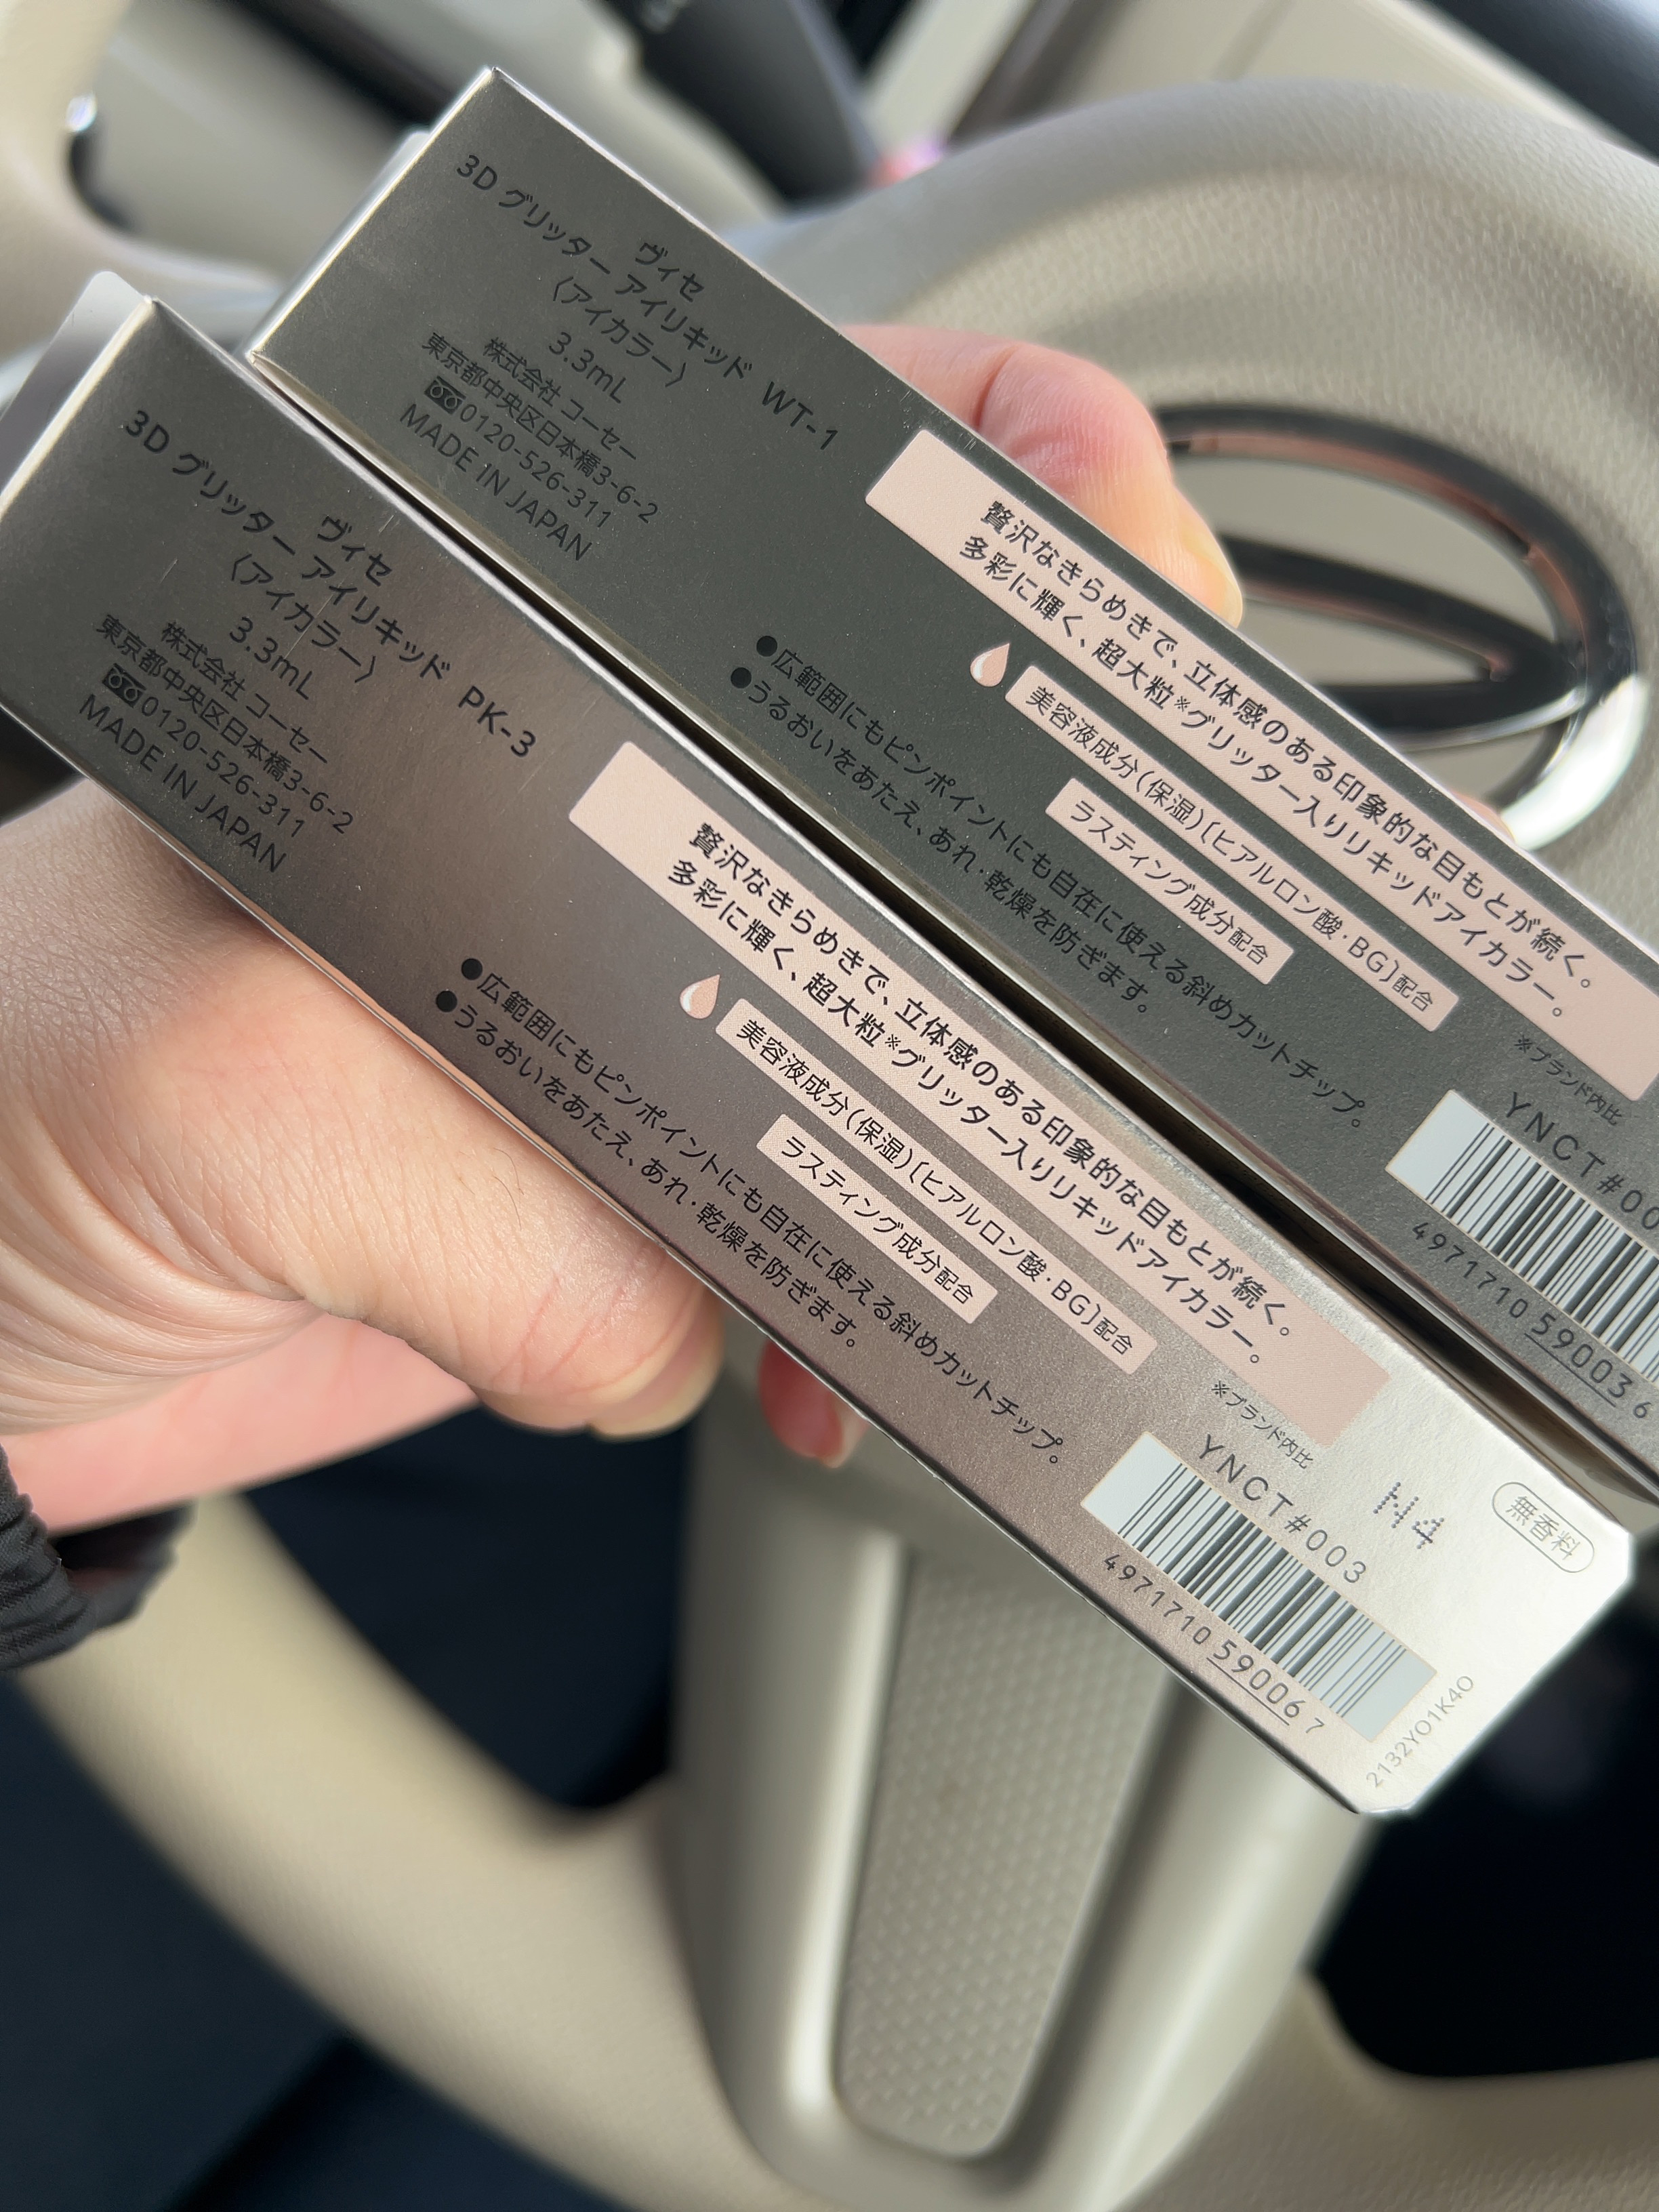 ヴィセ
3D グリッター アイリキッド WT-1
〈アイカラー〉
3.3mL
株式会社 コーセー
東京都中央区日本橋3-6-2
0120-526-311
MADE IN JAPAN
贅沢なきらめきで、立体感のある印象的な目もとが続く。
多彩に輝く、超大粒※グリッター入りリキッドアイカラー。
※ブランド内比
美容液成分(保湿)〔ヒアルロン酸・BG〕配合
ラスティング成分配合
●広範囲にもピンポイントにも自在に使える斜めカットチップ。
●うるおいをあたえ、あれ・乾燥を防ぎます。
YNCT#00
4971710 590036
ヴィセ
3D グリッター アイリキッド PK-3
〈アイカラー〉
3.3mL
株式会社 コーセー
東京都中央区日本橋3-6-2
0120-526-311
MADE IN JAPAN
贅沢なきらめきで、立体感のある印象的な目もとが続く。
多彩に輝く、超大粒※グリッター入りリキッドアイカラー。
※ブランド内比
美容液成分(保湿)〔ヒアルロン酸・BG〕配合
ラスティング成分配合
●広範囲にもピンポイントにも自在に使える斜めカットチップ。
●うるおいをあたえ、あれ・乾燥を防ぎます。
N4
無香料
YNCT#003
4971710 590067
2132YO1K4O